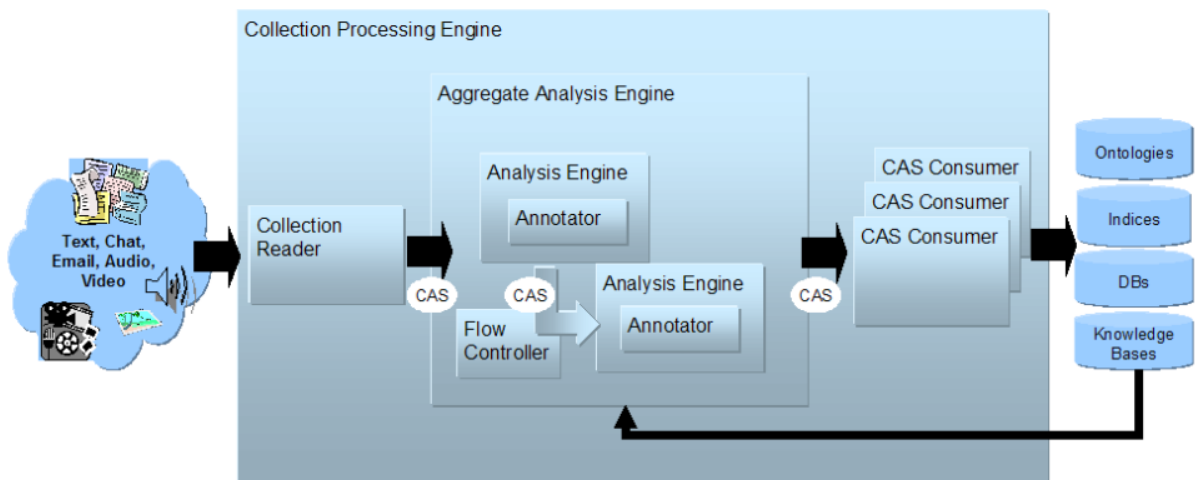 Collection Processing Engine
Aggregate Analysis Engine
Text, Chat,
Email, Audio,
Video
Collection
Reader
CAS
Analysis Engine
Annotator
CAS
Flow
Controller
Analysis Engine
Annotator
CAS
CAS Consumer
CAS Consumer
CAS Consumer
Ontologies
Indices
DBs
Knowledge
Bases